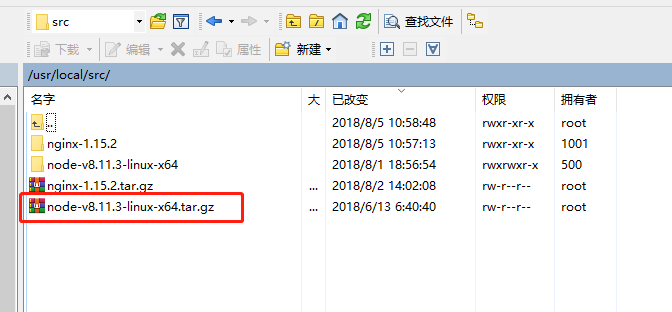 src 查找文件
下载 编辑 属性 新建
/usr/local/src/
名字 大 已改变 权限 拥有者
.. 2018/8/5 10:58:48 rwxr-xr-x root
nginx-1.15.2 2018/8/5 10:57:13 rwxr-xr-x 1001
node-v8.11.3-linux-x64 2018/8/1 18:56:54 rwxrwxr-x 500
nginx-1.15.2.tar.gz ... 2018/8/2 14:02:08 rw-r--r-- root
node-v8.11.3-linux-x64.tar.gz ... 2018/6/13 6:40:40 rw-r--r-- root